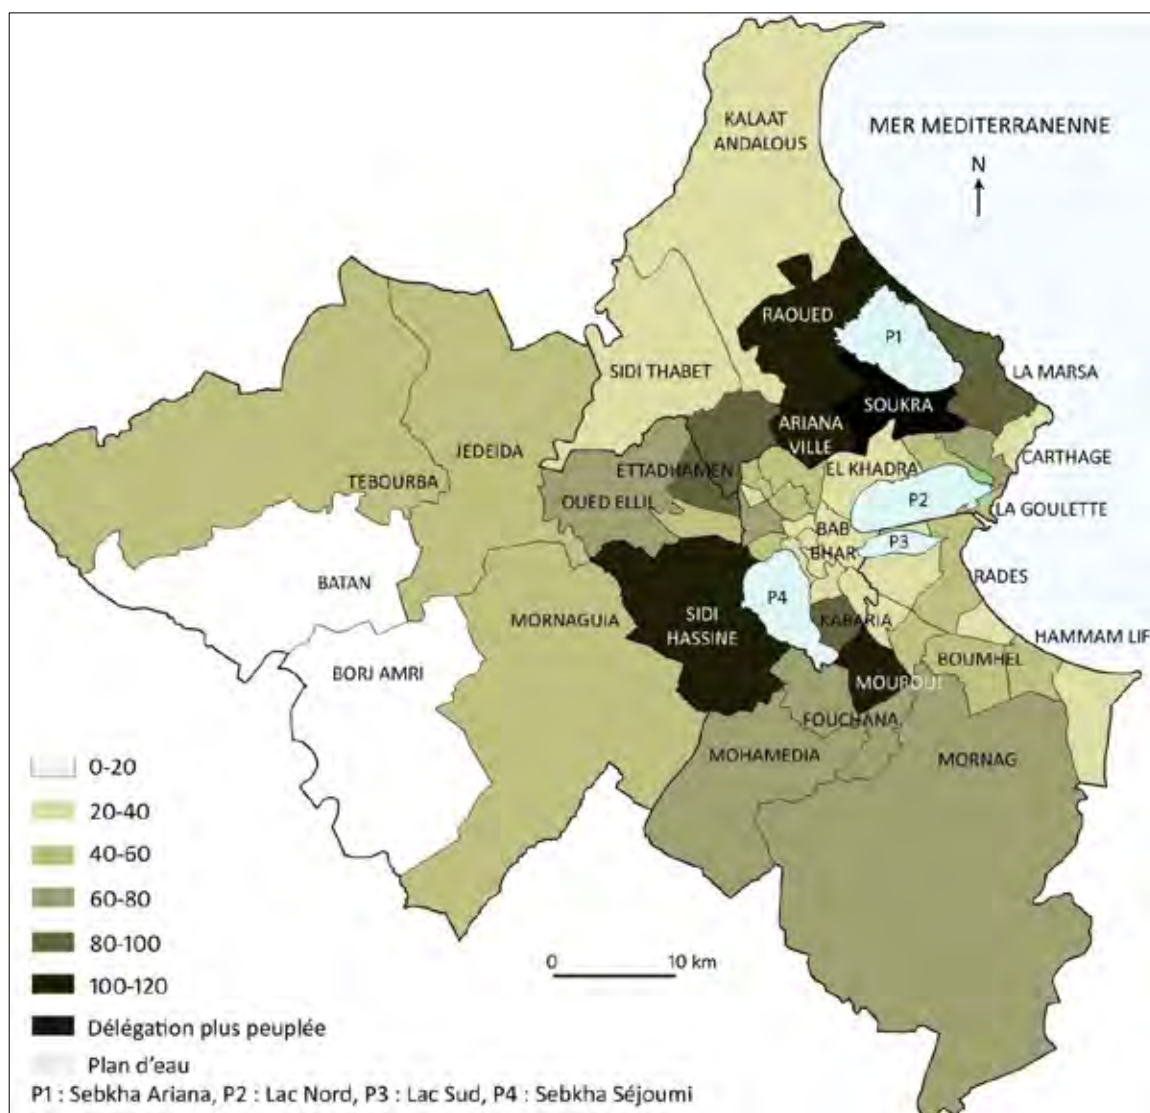 KALAAT
ANDALOUS
MER MEDITERRANENNE
N
RAOUED
P1
SIDI THABET
LA MARSA
SOUKRA
ARIANA
VILLE
JEDEIDA
ETTADHAMEN
EL KHADRA
CARTHAGE
TEBOURBA
OUED ELLIL
P2
LA GOULETTE
BAB
BHAR
P3
BATAN
RADES
P4
MORNAGUIA
SIDI
HASSINE
KABARIA
HAMMAM LIF
BORJ AMRI
BOUMHEL
MOUROUJ
FOUCHANA
MOHAMEDIA
MORNAG
0-20
20-40
40-60
60-80
80-100
100-120
0 10 km
Délégation plus peuplée
Plan d'eau
P1 : Sebkha Ariana, P2 : Lac Nord, P3 : Lac Sud, P4 : Sebkha Séjoumi